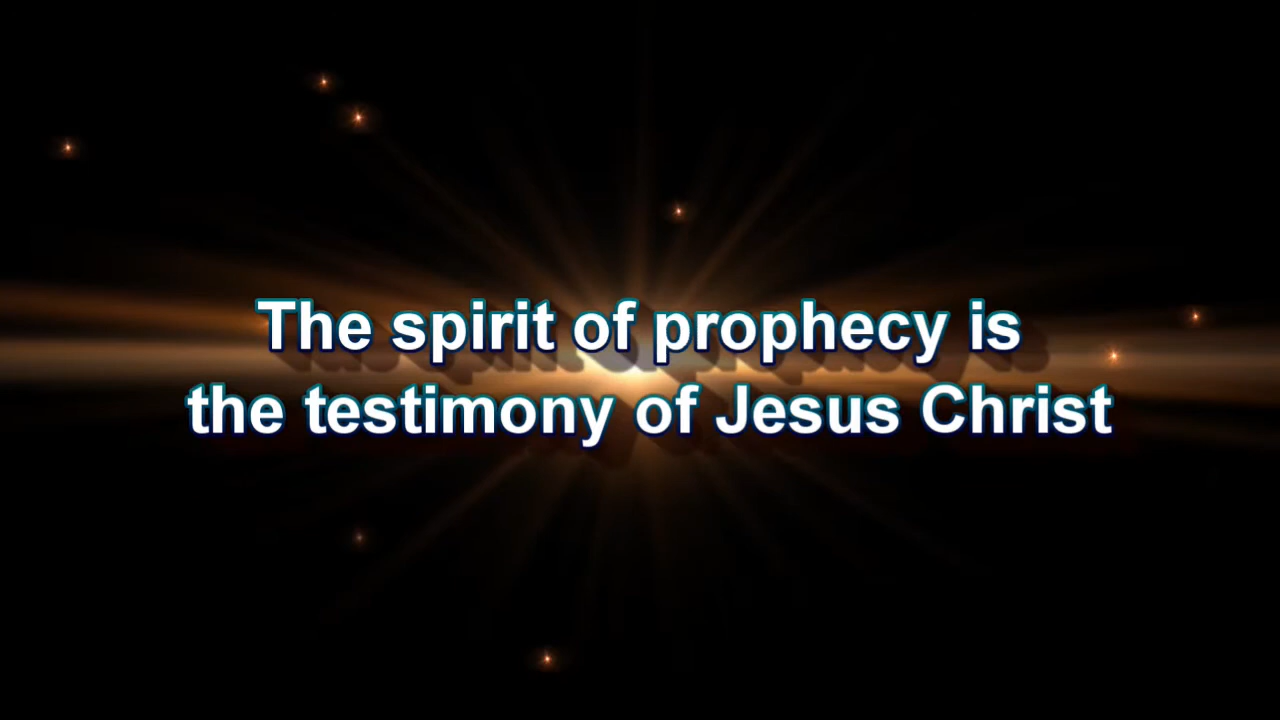 The spirit of prophecy is
the testimony of Jesus Christ